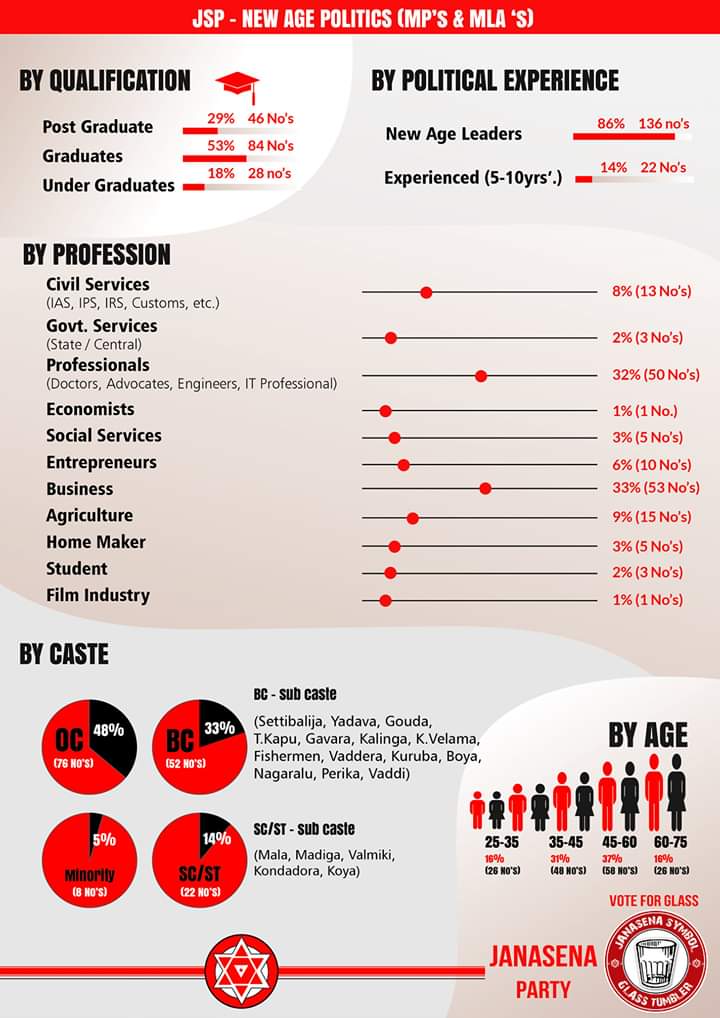 JSP - NEW AGE POLITICS (MP'S & MLA 'S)
BY QUALIFICATION
Post Graduate 29% 46 No's
Graduates 53% 84 No's
Under Graduates 18% 28 no's
BY POLITICAL EXPERIENCE
New Age Leaders 86% 136 no's
Experienced (5-10yrs'.) 14% 22 No's
BY PROFESSION
Civil Services
(IAS, IPS, IRS, Customs, etc.)
8% (13 No's)
Govt. Services
(State / Central)
2% (3 No's)
Professionals
(Doctors, Advocates, Engineers, IT Professional)
32% (50 No's)
Economists 1% (1 No.)
Social Services 3% (5 No's)
Entrepreneurs 6% (10 No's)
Business 33% (53 No's)
Agriculture 9% (15 No's)
Home Maker 3% (5 No's)
Student 2% (3 No's)
Film Industry 1% (1 No's)
BY CASTE
OC 48%
(76 NO'S)
BC 33%
(52 NO'S)
BC - sub caste
(Settibalija, Yadava, Gouda,
T.Kapu, Gavara, Kalinga, K.Velama,
Fishermen, Vaddera, Kuruba, Boya,
Nagaralu, Perika, Vaddi)
5%
Minority
(8 NO'S)
14%
SC/ST
(22 NO'S)
SC/ST - sub caste
(Mala, Madiga, Valmiki,
Kondadora, Koya)
BY AGE
25-35 35-45 45-60 60-75
16% 31% 37% 16%
(26 NO'S) (48 NO'S) (58 NO'S) (26 NO'S)
VOTE FOR GLASS
JANASENA
PARTY
JANASENA SYMBOL
GLASS TUMBLER